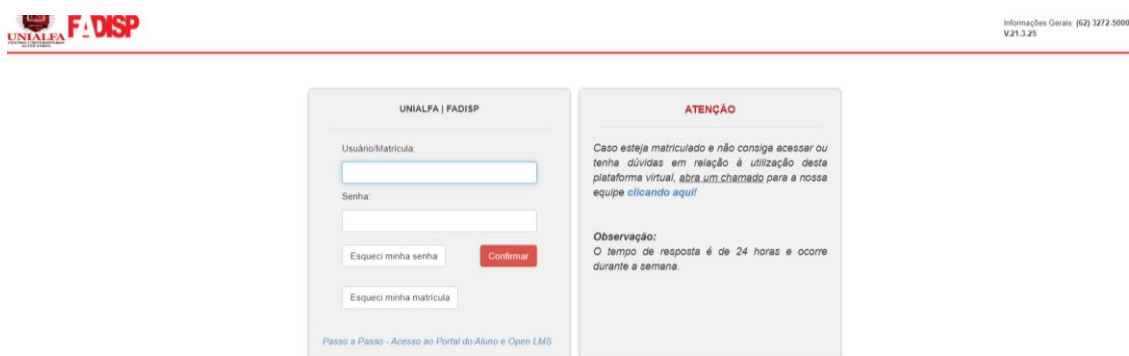 UNIALFA
FADISP
Informações Gerais: (62) 3272-5000
V.21.3.25
UNIALFA | FADISP
Usuário/Matrícula:
Senha:
Esqueci minha senha
Confirmar
Esqueci minha matrícula
Passo a Passo - Acesso ao Portal do Aluno e Open LMS
ATENÇÃO
Caso esteja matriculado e não consiga acessar ou
tenha dúvidas em relação à utilização desta
plataforma virtual, abra um chamado para a nossa
equipe clicando aqui!
Observação:
O tempo de resposta é de 24 horas e ocorre
durante a semana.